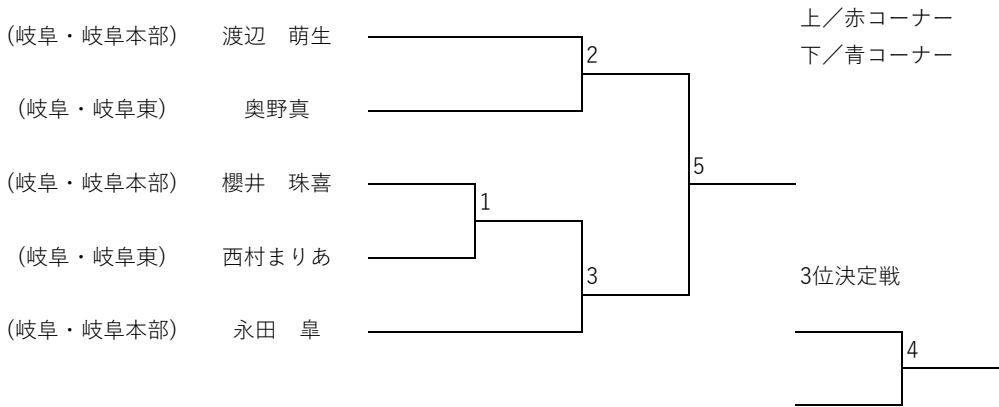 (岐阜・岐阜本部) 渡辺　萌生
(岐阜・岐阜東) 奥野真
(岐阜・岐阜本部) 櫻井　珠喜
(岐阜・岐阜東) 西村まりあ
(岐阜・岐阜本部) 永田　皐
2
1
3
5
上／赤コーナー
下／青コーナー
3位決定戦
4